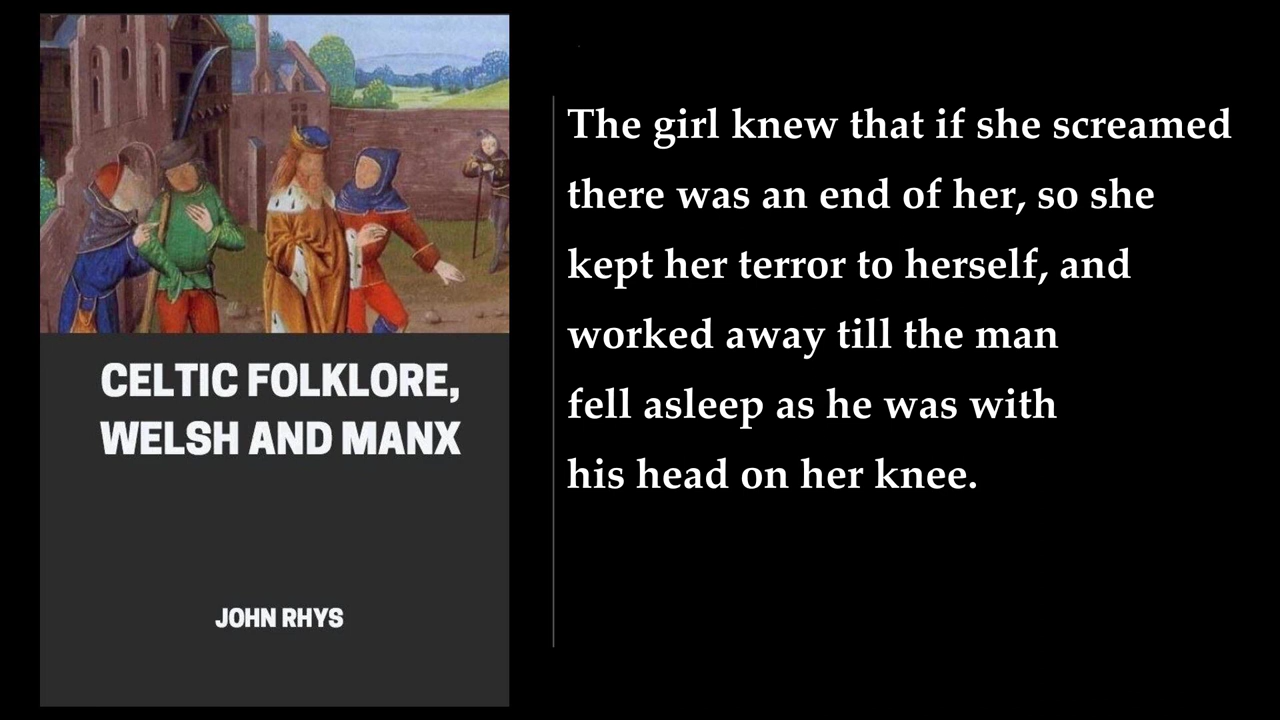 CELTIC FOLKLORE,
WELSH AND MANX
JOHN RHYS
The girl knew that if she screamed
there was an end of her, so she
kept her terror to herself, and
worked away till the man
fell asleep as he was with
his head on her knee.